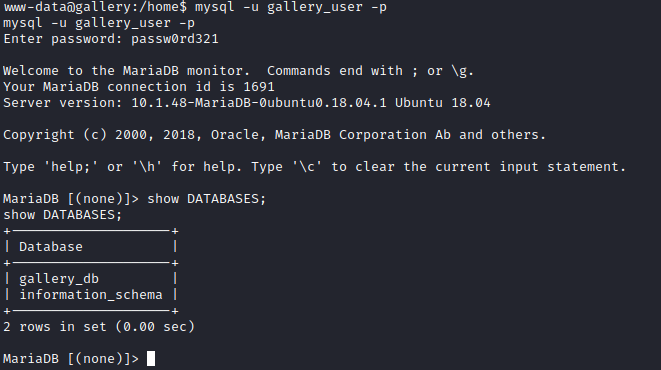 www-data@gallery:/home$ mysql -u gallery_user -p
mysql -u gallery_user -p
Enter password: passw0rd321
Welcome to the MariaDB monitor.  Commands end with ; or \g.
Your MariaDB connection id is 1691
Server version: 10.1.48-MariaDB-0ubuntu0.18.04.1 Ubuntu 18.04
Copyright (c) 2000, 2018, Oracle, MariaDB Corporation Ab and others.
Type 'help;' or '\h' for help. Type '\c' to clear the current input statement.
MariaDB [(none)]> show DATABASES;
show DATABASES;
+--------------------+
| Database           |
+--------------------+
| gallery_db         |
| information_schema |
+--------------------+
2 rows in set (0.00 sec)
MariaDB [(none)]>